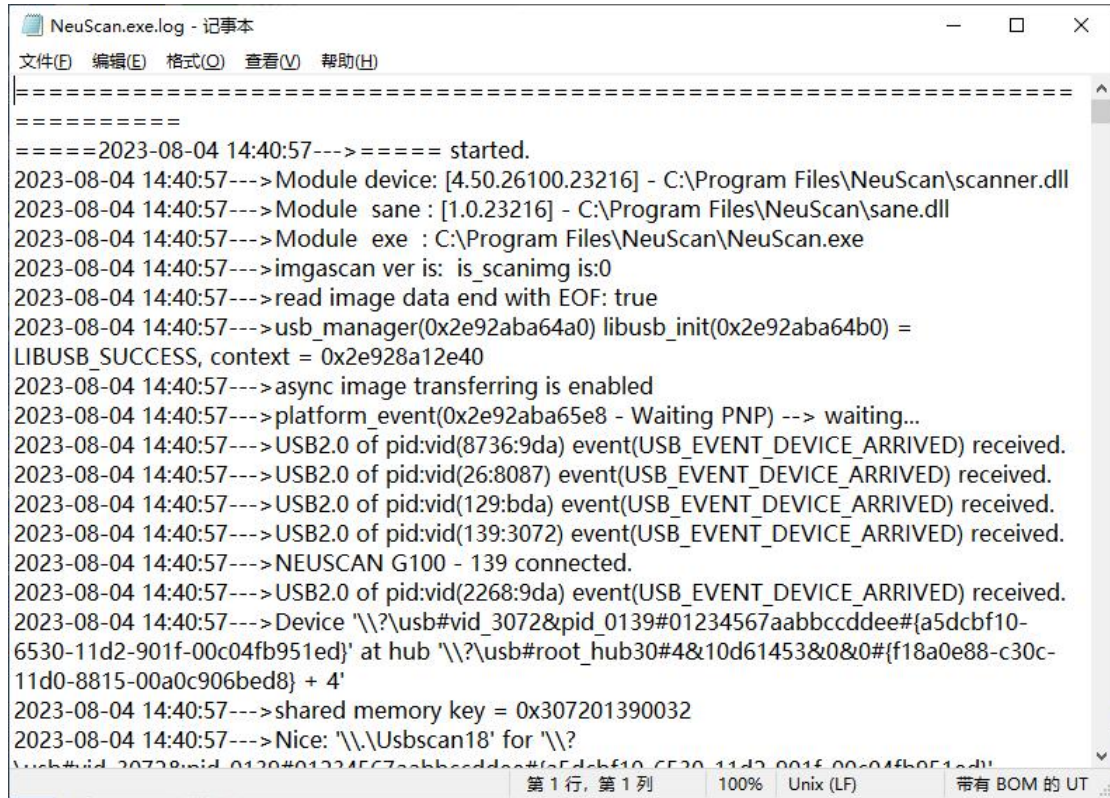 NeuScan.exe.log - 记事本
文件(F) 编辑(E) 格式(O) 查看(V) 帮助(H)
================================================================
==========
=====2023-08-04 14:40:57--->===== started.
2023-08-04 14:40:57--->Module device: [4.50.26100.23216] - C:\Program Files\NeuScan\scanner.dll
2023-08-04 14:40:57--->Module  sane : [1.0.23216] - C:\Program Files\NeuScan\sane.dll
2023-08-04 14:40:57--->Module  exe  : C:\Program Files\NeuScan\NeuScan.exe
2023-08-04 14:40:57--->imgascan ver is:  is_scanimg is:0
2023-08-04 14:40:57--->read image data end with EOF: true
2023-08-04 14:40:57--->usb_manager(0x2e92aba64a0) libusb_init(0x2e92aba64b0) =
LIBUSB_SUCCESS, context = 0x2e928a12e40
2023-08-04 14:40:57--->async image transferring is enabled
2023-08-04 14:40:57--->platform_event(0x2e92aba65e8 - Waiting PNP) --> waiting...
2023-08-04 14:40:57--->USB2.0 of pid:vid(8736:9da) event(USB_EVENT_DEVICE_ARRIVED) received.
2023-08-04 14:40:57--->USB2.0 of pid:vid(26:8087) event(USB_EVENT_DEVICE_ARRIVED) received.
2023-08-04 14:40:57--->USB2.0 of pid:vid(129:bda) event(USB_EVENT_DEVICE_ARRIVED) received.
2023-08-04 14:40:57--->USB2.0 of pid:vid(139:3072) event(USB_EVENT_DEVICE_ARRIVED) received.
2023-08-04 14:40:57--->NEUSCAN G100 - 139 connected.
2023-08-04 14:40:57--->USB2.0 of pid:vid(2268:9da) event(USB_EVENT_DEVICE_ARRIVED) received.
2023-08-04 14:40:57--->Device '\\?\usb#vid_3072&pid_0139#01234567aabbccddee#{a5dcbf10-
6530-11d2-901f-00c04fb951ed}' at hub '\\?\usb#root_hub30#4&10d61453&0&0#{f18a0e88-c30c-
11d0-8815-00a0c906bed8} + 4'
2023-08-04 14:40:57--->shared memory key = 0x307201390032
2023-08-04 14:40:57--->Nice: '\\.\Usbscan18' for '\\?
\usb#vid_3072&pid_0139#01234567aabbccddee#{a5dcbf10-6530-11d2-901f-00c04fb951ed}'
第 1 行, 第 1 列 100% Unix (LF) 带有 BOM 的 UT